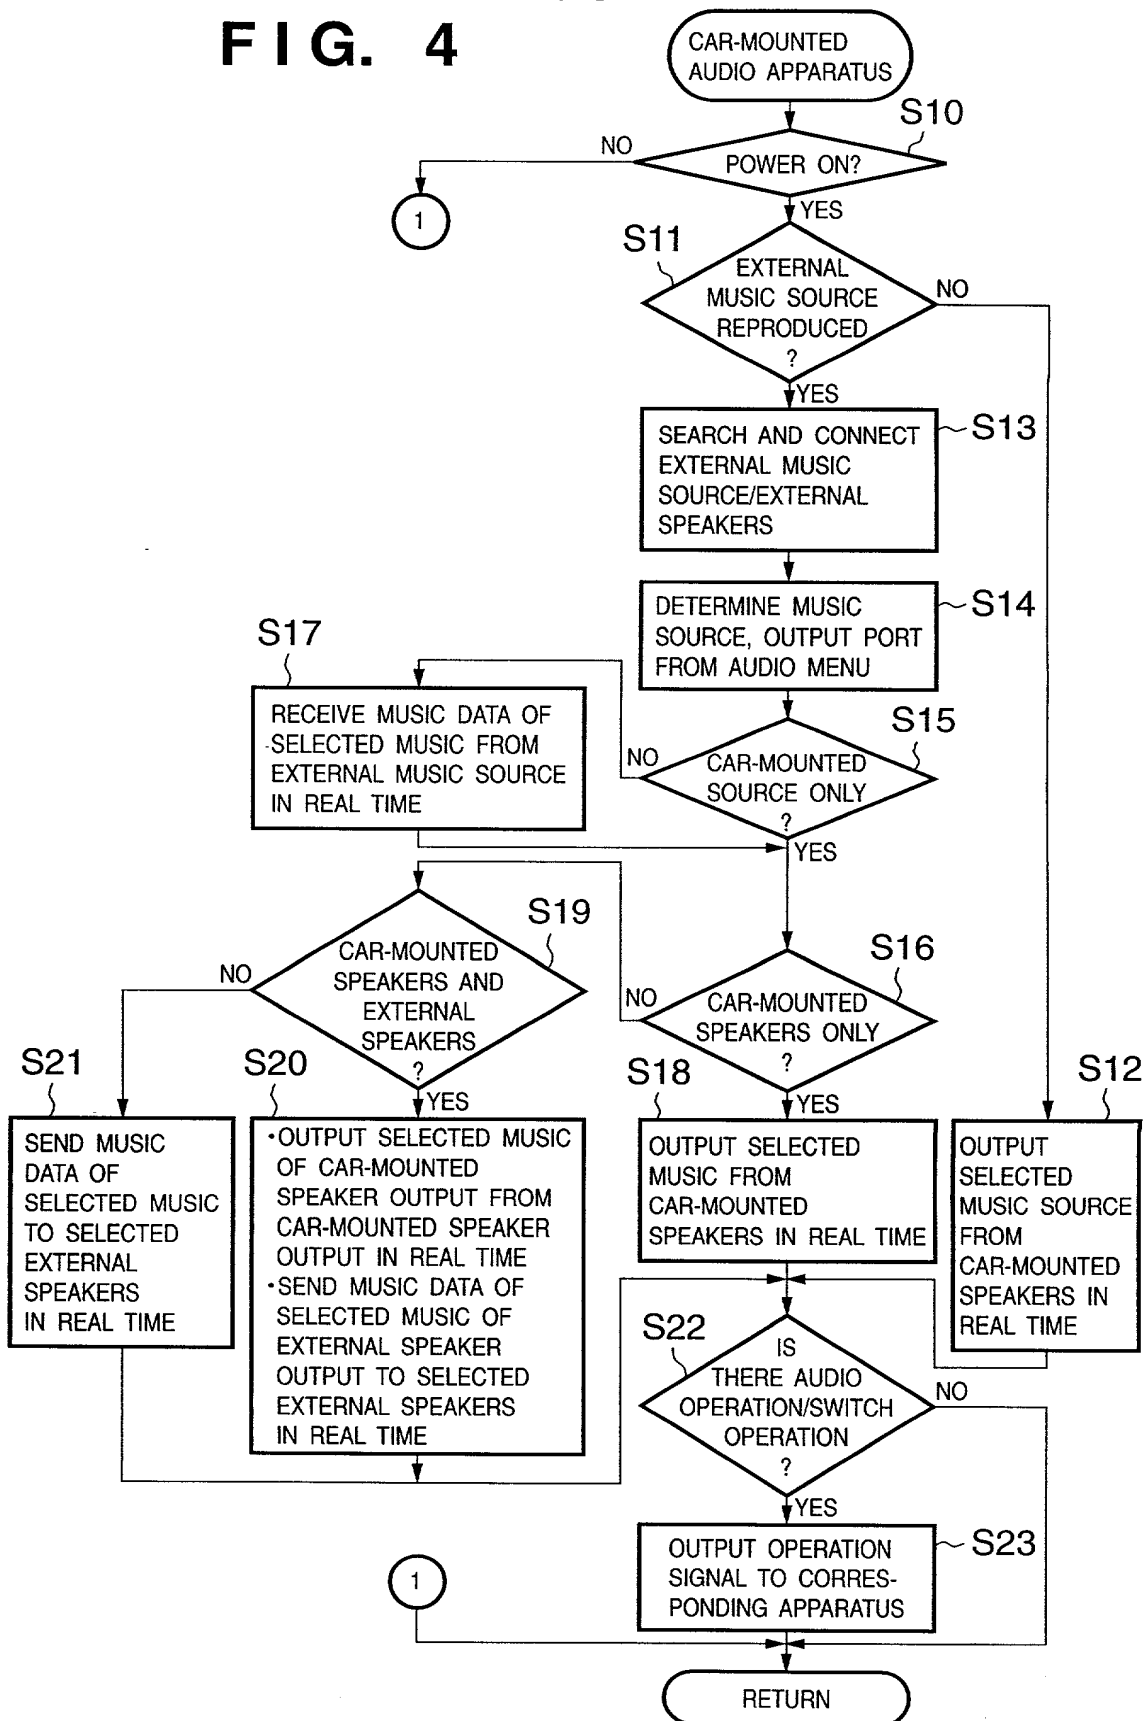 FIG. 4
CAR-MOUNTED
AUDIO APPARATUS
S10
NO
POWER ON?
YES
1
S11
EXTERNAL
MUSIC SOURCE
REPRODUCED
?
NO
YES
SEARCH AND CONNECT
EXTERNAL MUSIC
SOURCE/EXTERNAL
SPEAKERS
S13
DETERMINE MUSIC
SOURCE, OUTPUT PORT
FROM AUDIO MENU
S14
S17
RECEIVE MUSIC DATA OF
SELECTED MUSIC FROM
EXTERNAL MUSIC SOURCE
IN REAL TIME
S15
NO
CAR-MOUNTED
SOURCE ONLY
?
YES
S19
CAR-MOUNTED
SPEAKERS AND
EXTERNAL
SPEAKERS
?
NO
YES
S16
NO
CAR-MOUNTED
SPEAKERS ONLY
?
YES
S21
SEND MUSIC
DATA OF
SELECTED MUSIC
TO SELECTED
EXTERNAL
SPEAKERS
IN REAL TIME
S20
•OUTPUT SELECTED MUSIC
OF CAR-MOUNTED
SPEAKER OUTPUT FROM
CAR-MOUNTED SPEAKER
OUTPUT IN REAL TIME
•SEND MUSIC DATA OF
SELECTED MUSIC OF
EXTERNAL SPEAKER
OUTPUT TO SELECTED
EXTERNAL SPEAKERS
IN REAL TIME
S18
OUTPUT SELECTED
MUSIC FROM
CAR-MOUNTED
SPEAKERS IN REAL TIME
S12
OUTPUT
SELECTED
MUSIC SOURCE
FROM
CAR-MOUNTED
SPEAKERS IN
REAL TIME
S22
IS
THERE AUDIO
OPERATION/SWITCH
OPERATION
?
NO
YES
OUTPUT OPERATION
SIGNAL TO CORRES-
PONDING APPARATUS
S23
1
RETURN